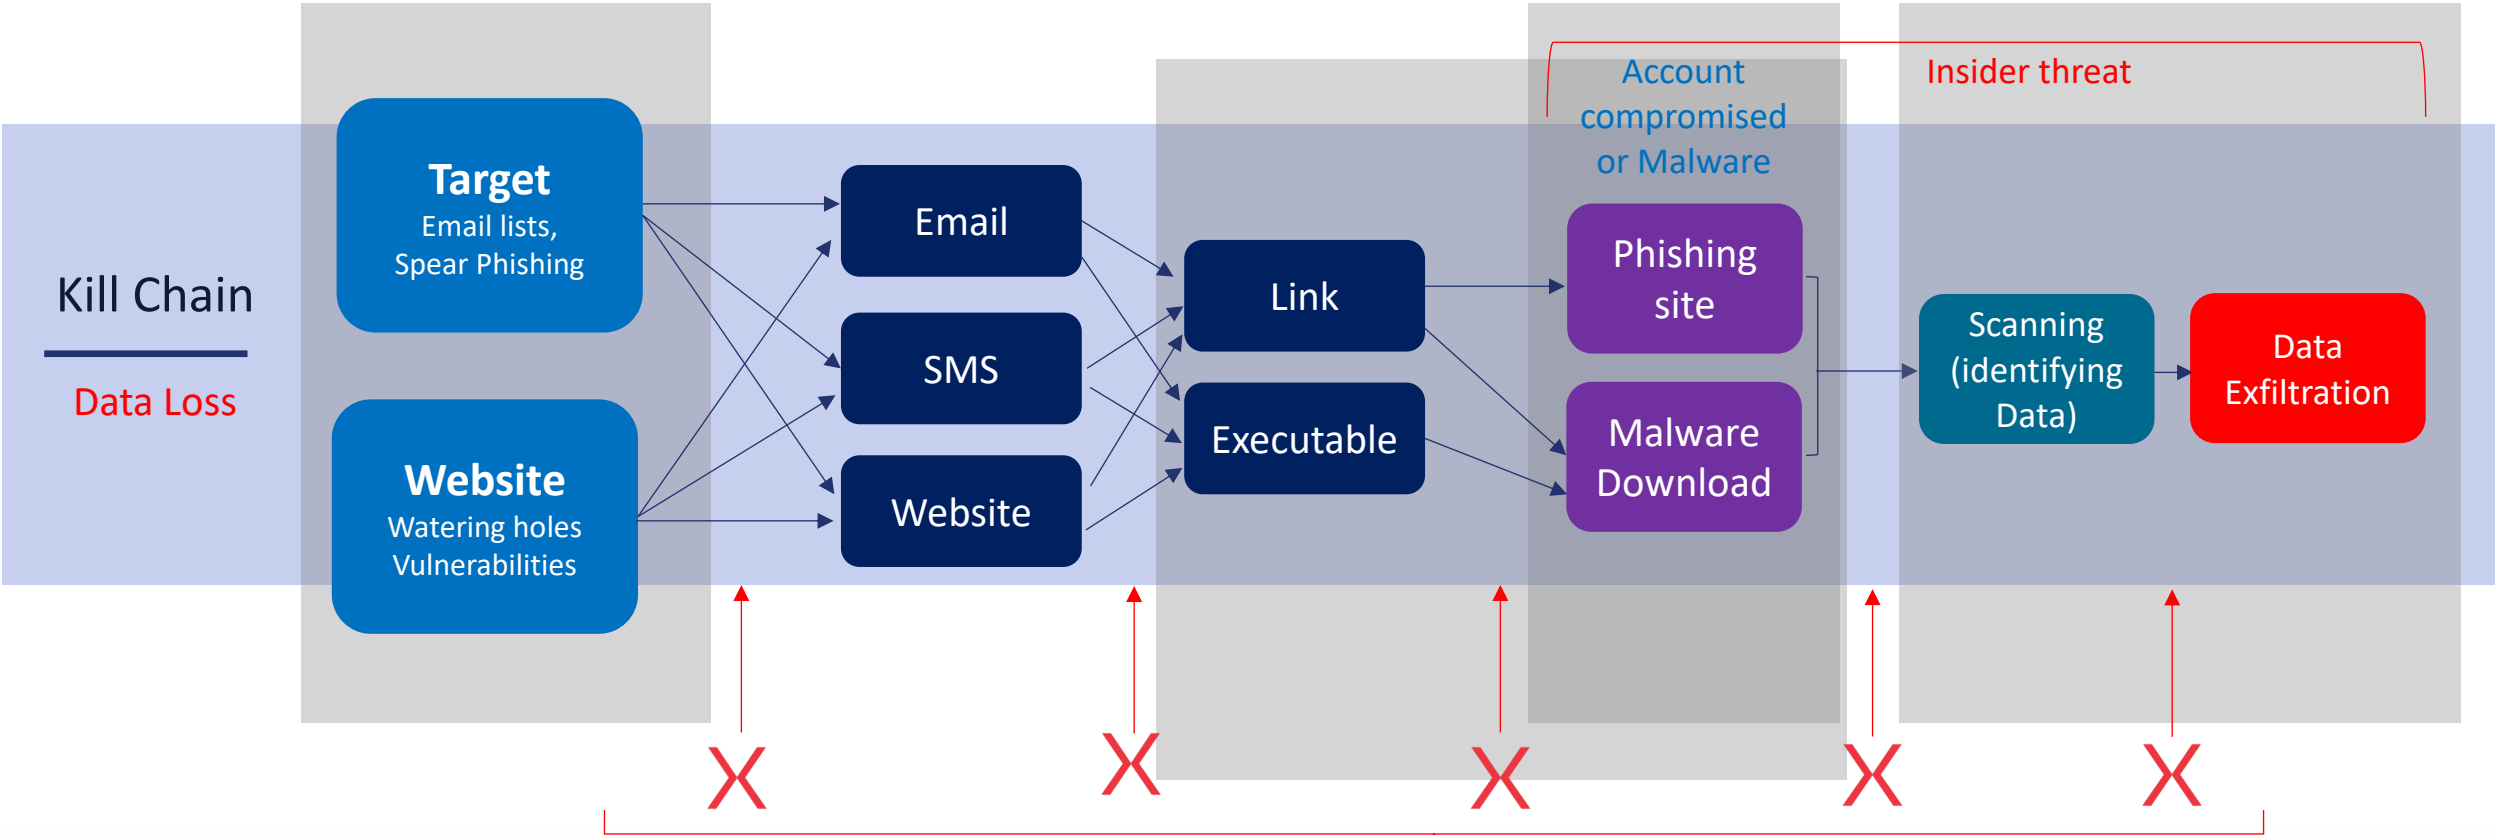 Kill Chain
Data Loss
Target
Email lists,
Spear Phishing
Website
Watering holes
Vulnerabilities
Email
SMS
Website
Link
Executable
Account
compromised
or Malware
Phishing
site
Malware
Download
Insider threat
Scanning
(identifying
Data)
Data
Exfiltration
X
X
X
X
X